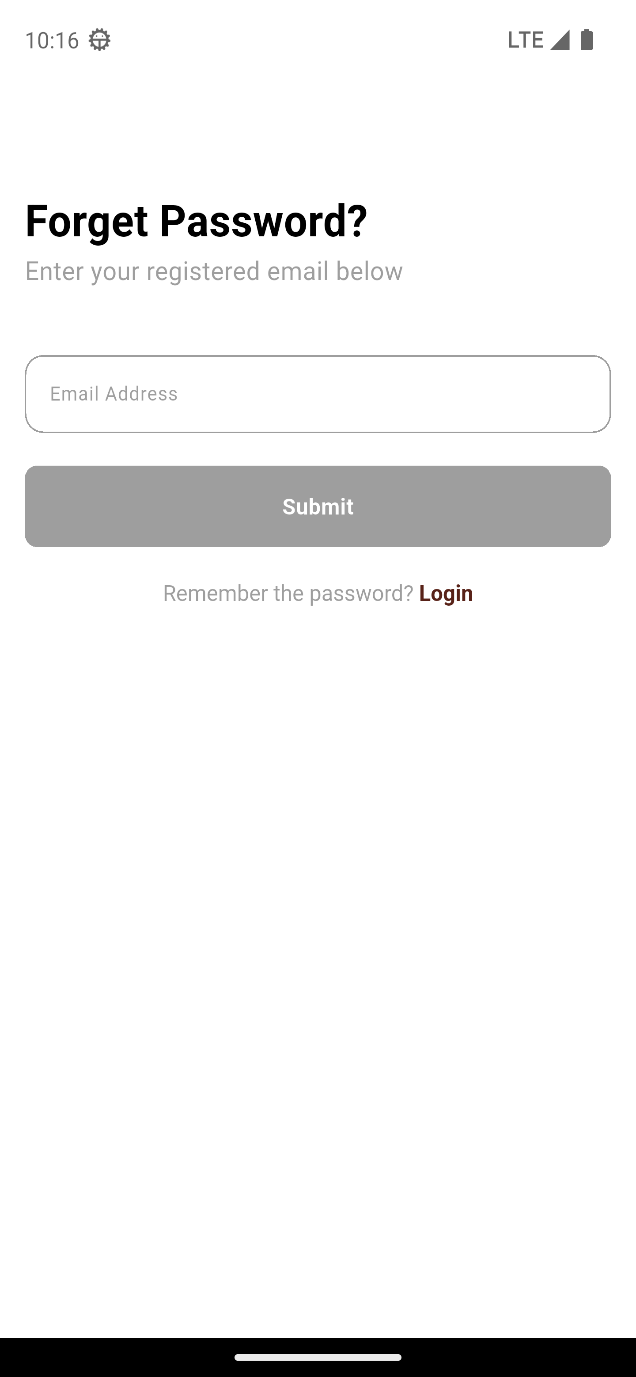 10:16
LTE
Forget Password?
Enter your registered email below
Email Address
Submit
Remember the password? Login